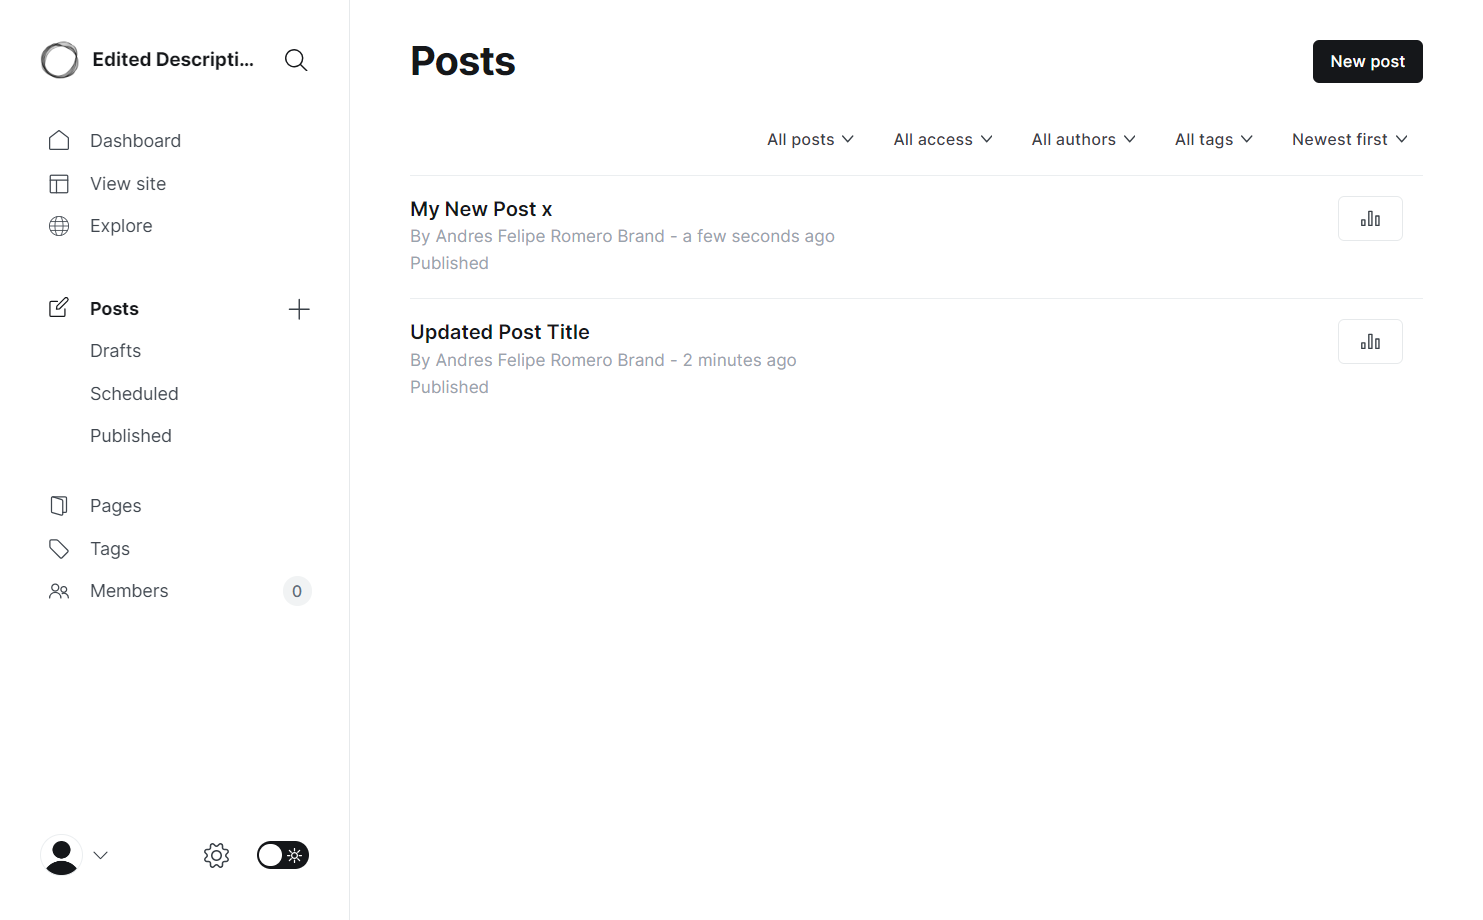 Edited Descripti...
Dashboard
View site
Explore
Posts
Drafts
Scheduled
Published
Pages
Tags
Members 0
Posts
New post
All posts All access All authors All tags Newest first
My New Post x
By Andres Felipe Romero Brand - a few seconds ago
Published
Updated Post Title
By Andres Felipe Romero Brand - 2 minutes ago
Published